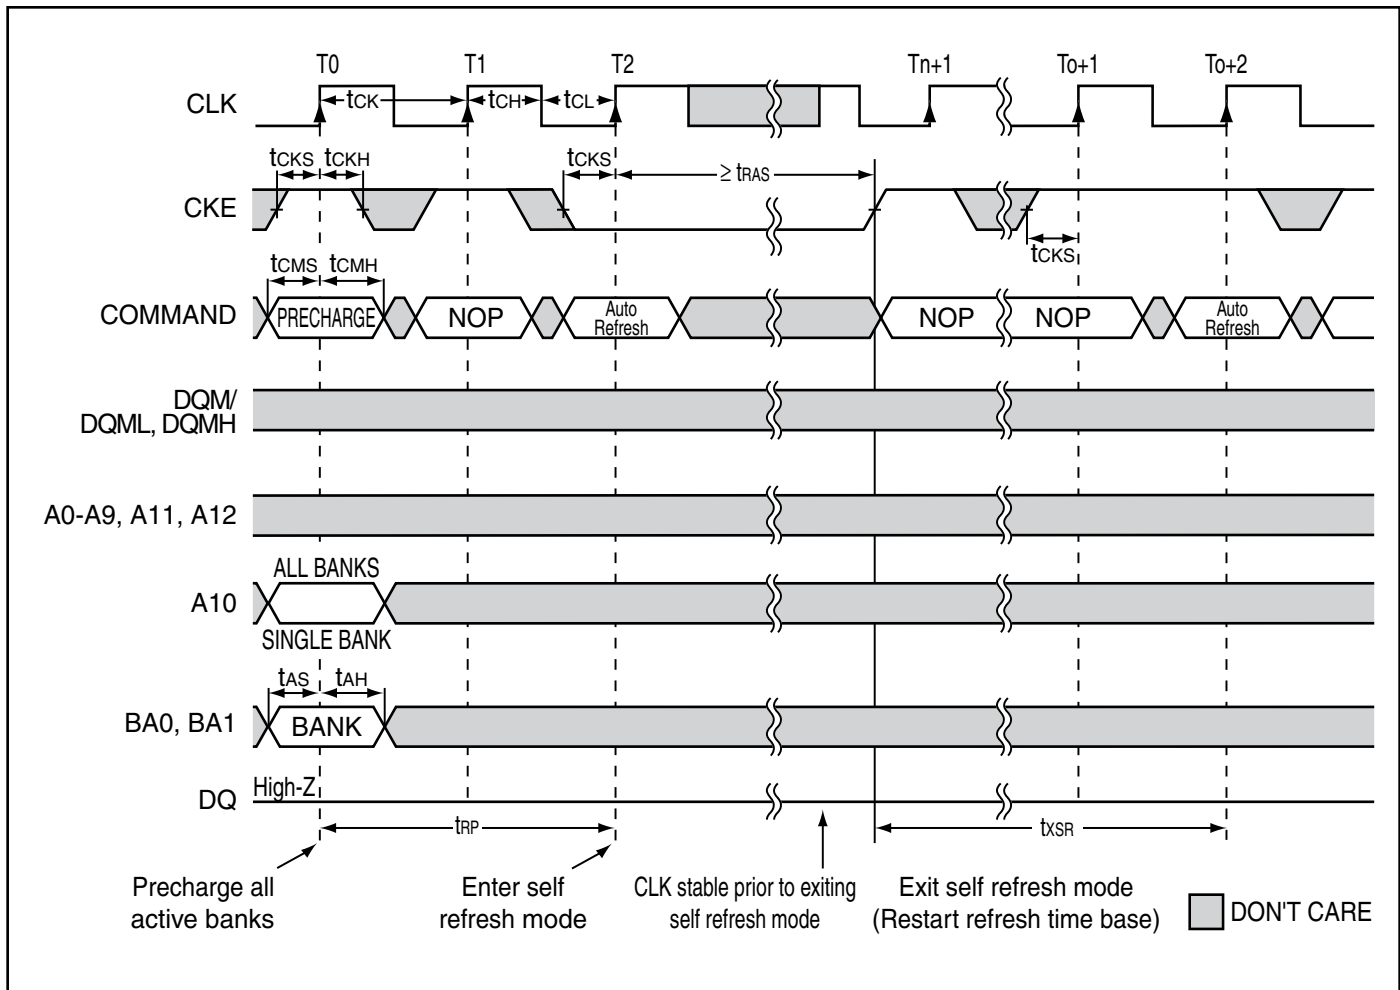 T0 T1 T2 Tn+1 To+1 To+2
CLK tCK tCH tCL
tCKS tCKH tCKS ≥ tRAS
CKE
tCKS
tCMS tCMH
COMMAND PRECHARGE NOP Auto Refresh NOP NOP Auto Refresh
DQM/
DQML, DQMH
A0-A9, A11, A12
ALL BANKS
A10
SINGLE BANK
tAS tAH
BA0, BA1 BANK
DQ High-Z
tRP tXSR
Precharge all
active banks
Enter self
refresh mode
CLK stable prior to exiting
self refresh mode
Exit self refresh mode
(Restart refresh time base)
DON'T CARE